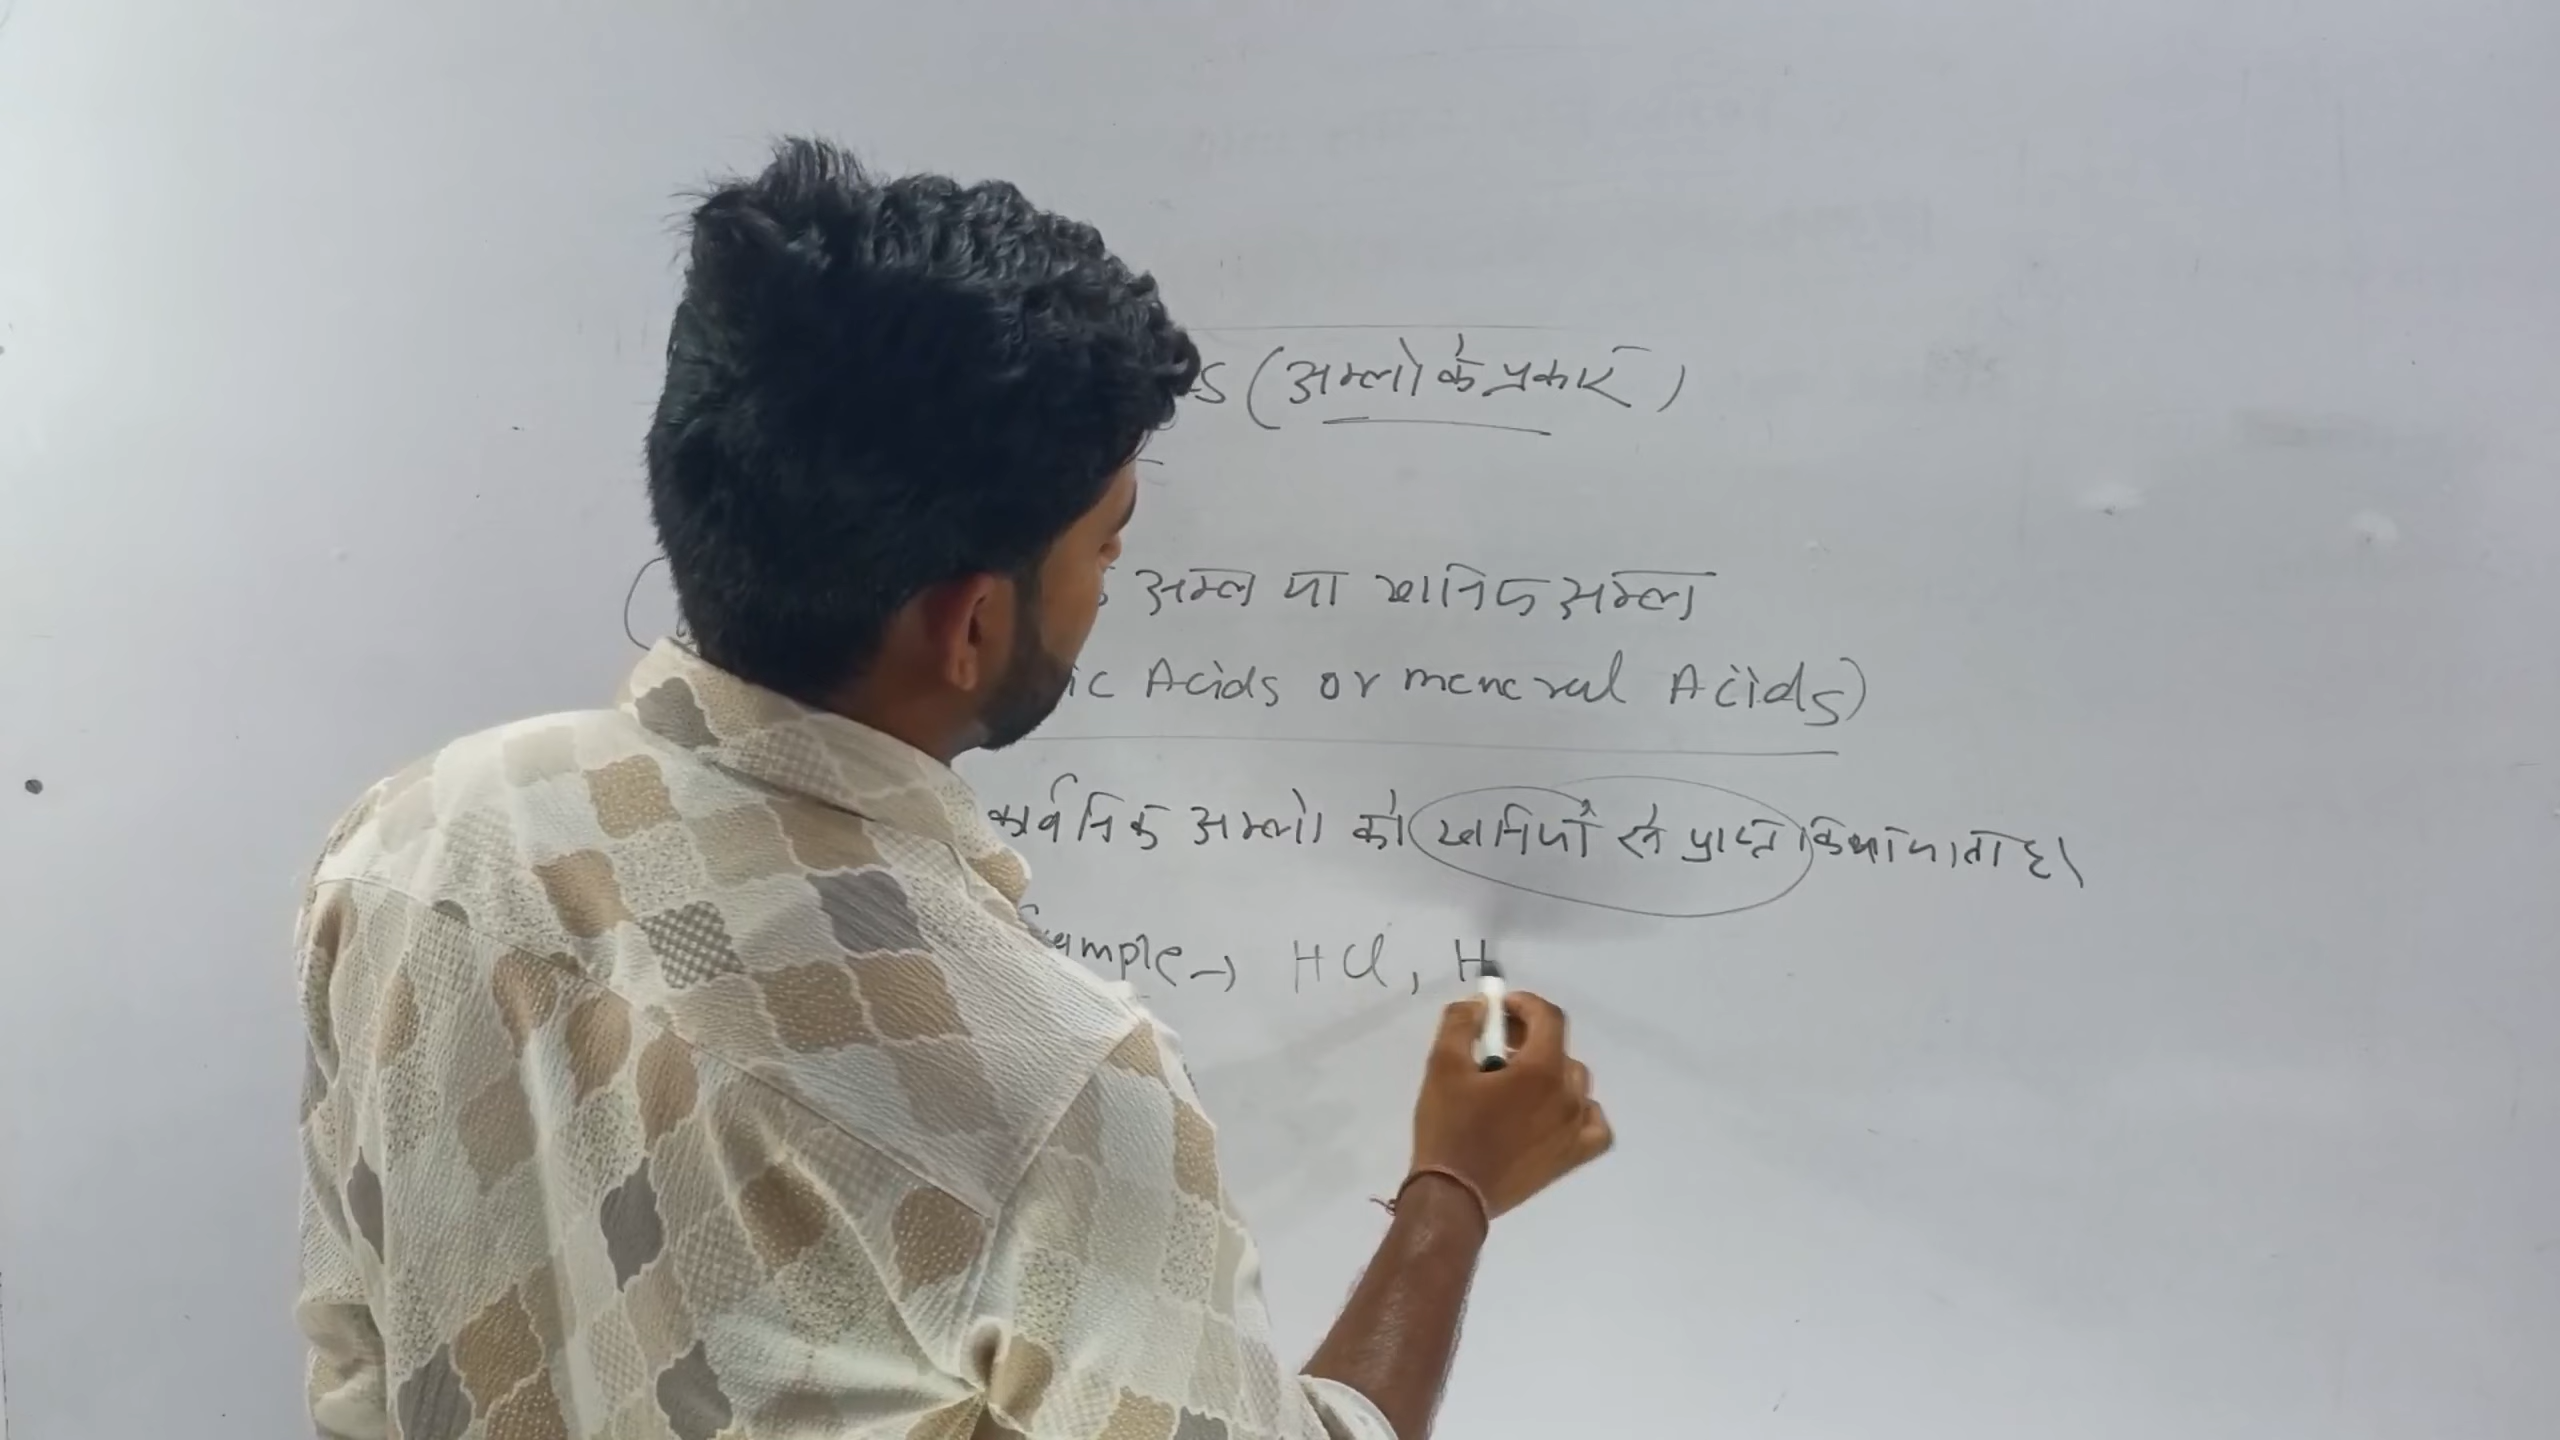 s (अम्लो के प्रकार)
अम्ल या खनिज अम्ल
ic Acids or meneral Acids)
कार्बनिक अम्लो को खनिजों से प्राप्त किया जाता है।
ample → HCl, H